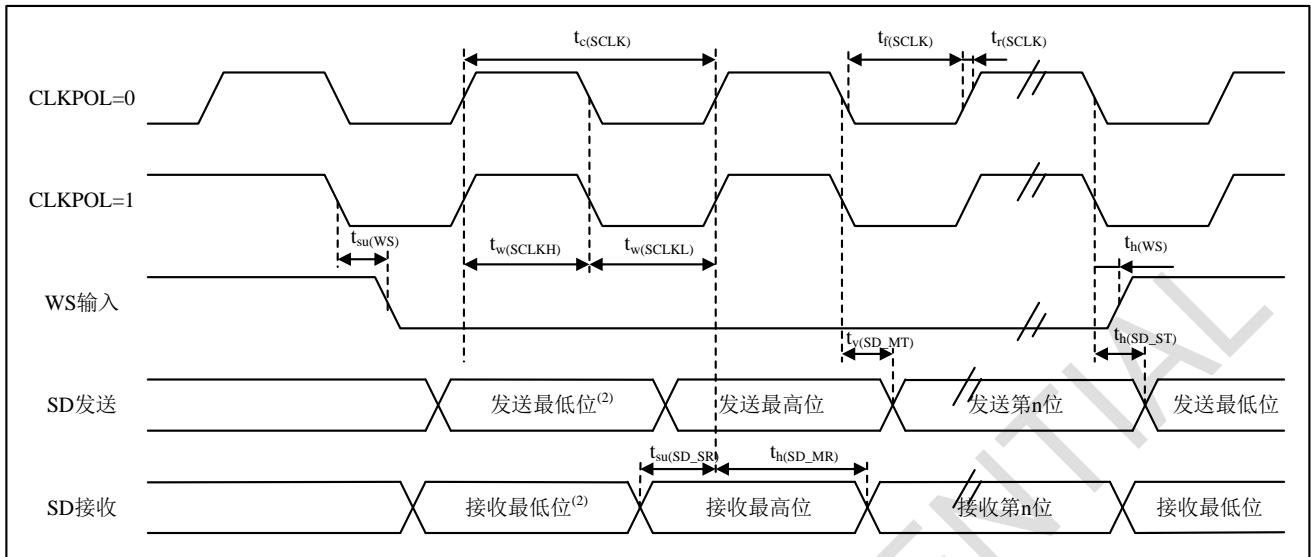 t_c(SCLK)
t_f(SCLK)
t_r(SCLK)
CLKPOL=0
CLKPOL=1
t_su(WS)
t_w(SCLKH)
t_w(SCLKL)
t_h(WS)
WS输入
t_v(SD_MT)
t_h(SD_ST)
SD发送
发送最低位(2)
发送最高位
发送第n位
发送最低位
t_su(SD_SR)
t_h(SD_MR)
SD接收
接收最低位(2)
接收最高位
接收第n位
接收最低位
ENTIAL